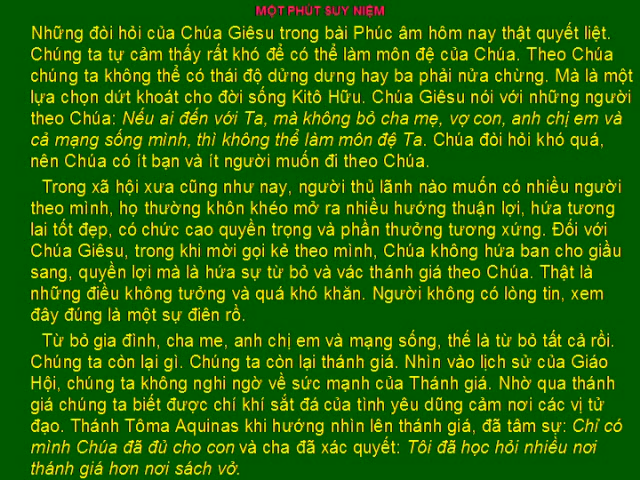 MỘT PHÚT SUY NIỆM
Những đòi hỏi của Chúa Giêsu trong bài Phúc âm hôm nay thật quyết liệt.
Chúng ta tự cảm thấy rất khó để có thể làm môn đệ của Chúa. Theo Chúa
chúng ta không thể có thái độ dửng dưng hay ba phải nửa chừng. Mà là một
lựa chọn dứt khoát cho đời sống Kitô Hữu. Chúa Giêsu nói với những người
theo Chúa: Nếu ai đến với Ta, mà không bỏ cha mẹ, vợ con, anh chị em và
cả mạng sống mình, thì không thể làm môn đệ Ta. Chúa đòi hỏi khó quá,
nên Chúa có ít bạn và ít người muốn đi theo Chúa.
Trong xã hội xưa cũng như nay, người thủ lãnh nào muốn có nhiều người
theo mình, họ thường khôn khéo mở ra nhiều hướng thuận lợi, hứa tương
lai tốt đẹp, có chức cao quyền trọng và phần thưởng tương xứng. Đối với
Chúa Giêsu, trong khi mời gọi kẻ theo mình, Chúa không hứa ban cho giầu
sang, quyền lợi mà là hứa sự từ bỏ và vác thánh giá theo Chúa. Thật là
những điều không tưởng và quá khó khăn. Người không có lòng tin, xem
đây đúng là một sự điên rồ.
Từ bỏ gia đình, cha me, anh chị em và mạng sống, thế là từ bỏ tất cả rồi.
Chúng ta còn lại gì. Chúng ta còn lại thánh giá. Nhìn vào lịch sử của Giáo
Hội, chúng ta không nghi ngờ về sức mạnh của Thánh giá. Nhờ qua thánh
giá chúng ta biết được chí khí sắt đá của tình yêu dũng cảm nơi các vị tử
đạo. Thánh Tôma Aquinas khi hướng nhìn lên thánh giá, đã tâm sự: Chỉ có
mình Chúa đã đủ cho con và cha đã xác quyết: Tôi đã học hỏi nhiều nơi
thánh giá hơn nơi sách vở.